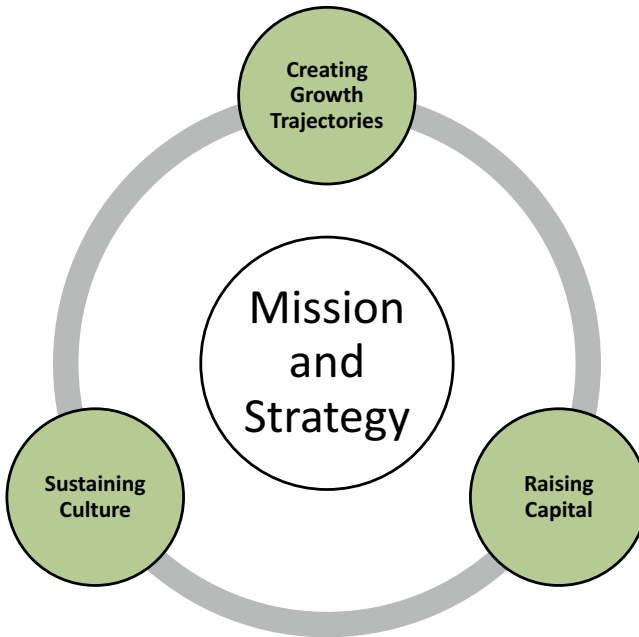 Creating
Growth
Trajectories
Mission
and
Strategy
Sustaining
Culture
Raising
Capital